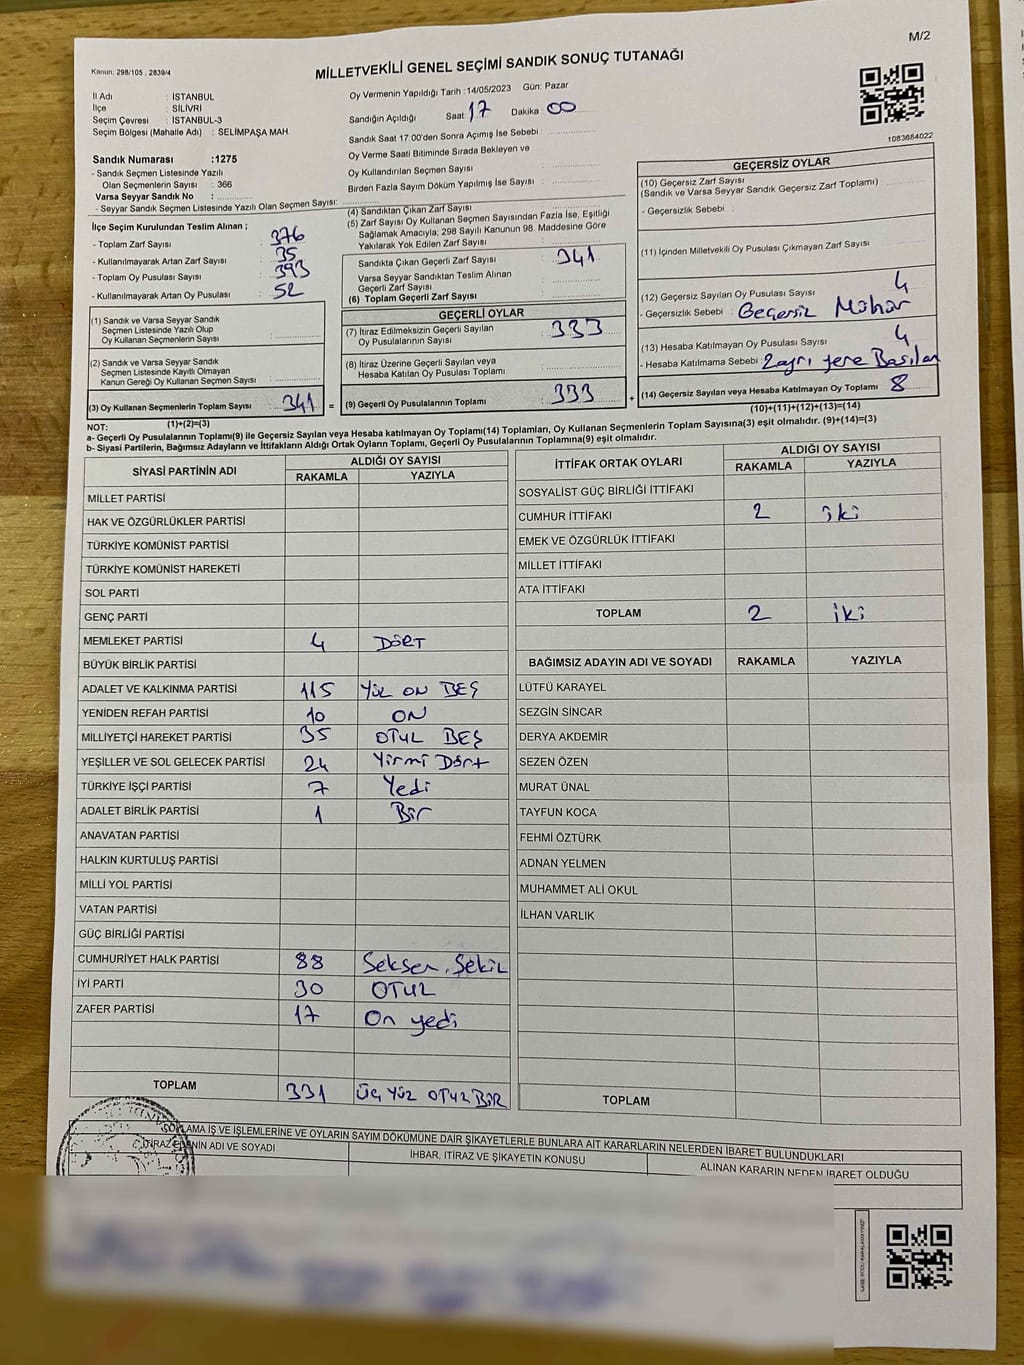 M/2
Kanun: 298/105 , 2839/4
MİLLETVEKİLİ GENEL SEÇİMİ SANDIK SONUÇ TUTANAĞI
İl Adı : İSTANBUL
İlçe : SİLİVRİ
Seçim Çevresi : İSTANBUL-3
Seçim Bölgesi (Mahalle Adı) : SELİMPAŞA MAH.
Oy Vermenin Yapıldığı Tarih : 14/05/2023 Gün: Pazar
Sandığın Açıldığı Saat : 17 Dakika : 00
Sandık Saat 17:00'den Sonra Açımış İse Sebebi :
Oy Verme Saati Bitiminde Sırada Bekleyen ve
Oy Kullandırılan Seçmen Sayısı :
Birden Fazla Sayım Döküm Yapılmış İse Sayısı :
1083684022
Sandık Numarası :1275
- Sandık Seçmen Listesinde Yazılı
Olan Seçmenlerin Sayısı : 366
Varsa Seyyar Sandık No :
- Seyyar Sandık Seçmen Listesinde Yazılı Olan Seçmen Sayısı:
İlçe Seçim Kurulundan Teslim Alınan ;
- Toplam Zarf Sayısı : 376
- Kullanılmayarak Artan Zarf Sayısı : 35
- Toplam Oy Pusulası Sayısı : 393
- Kullanılmayarak Artan Oy Pusulası : 52
(1) Sandık ve Varsa Seyyar Sandık
Seçmen Listesinde Yazılı Olup
Oy Kullanan Seçmenlerin Sayısı :
(2) Sandık ve Varsa Seyyar Sandık
Seçmen Listesinde Kayıtlı Olmayan
Kanun Gereği Oy Kullanan Seçmen Sayısı :
(3) Oy Kullanan Seçmenlerin Toplam Sayısı : 341 =
(1)+(2)=(3)
(4) Sandıktan Çıkan Zarf Sayısı :
(5) Zarf Sayısı Oy Kullanan Seçmen Sayısından Fazla İse, Eşitliği
Sağlamak Amacıyla; 298 Sayılı Kanunun 98. Maddesine Göre
Yakılarak Yok Edilen Zarf Sayısı :
Sandıkta Çıkan Geçerli Zarf Sayısı : 341
Varsa Seyyar Sandıktan Teslim Alınan
Geçerli Zarf Sayısı :
(6) Toplam Geçerli Zarf Sayısı :
GEÇERLİ OYLAR
(7) İtiraz Edilmeksizin Geçerli Sayılan
Oy Pusulalarının Sayısı : 333
(8) İtiraz Üzerine Geçerli Sayılan veya
Hesaba Katılan Oy Pusulası Toplamı :
(9) Geçerli Oy Pusulalarının Toplamı : 333 +
GEÇERSİZ OYLAR
(10) Geçersiz Zarf Sayısı
(Sandık ve Varsa Seyyar Sandık Geçersiz Zarf Toplamı) :
- Geçersizlik Sebebi :
(11) İçinden Milletvekili Oy Pusulası Çıkmayan Zarf Sayısı
(12) Geçersiz Sayılan Oy Pusulası Sayısı : 4
- Geçersizlik Sebebi : Geçersiz Mühür
(13) Hesaba Katılmayan Oy Pusulası Sayısı : 4
- Hesaba Katılmama Sebebi : 2 ayrı yere Basılan
(14) Geçersiz Sayılan veya Hesaba Katılmayan Oy Toplamı : 8
(10)+(11)+(12)+(13)=(14)
NOT:
a- Geçerli Oy Pusulalarının Toplamı(9) ile Geçersiz Sayılan veya Hesaba katılmayan Oy Toplamı(14) Toplamları, Oy Kullanan Seçmenlerin Toplam Sayısına(3) eşit olmalıdır. (9)+(14)=(3)
b- Siyasi Partilerin, Bağımsız Adayların ve İttifakların Aldığı Ortak Oyların Toplamı, Geçerli Oy Pusulalarının Toplamına(9) eşit olmalıdır.
SİYASİ PARTİNİN ADI ALDIĞI OY SAYISI
RAKAMLA YAZIYLA
MİLLET PARTİSİ
HAK VE ÖZGÜRLÜKLER PARTİSİ
TÜRKİYE KOMÜNİST PARTİSİ
TÜRKİYE KOMÜNİST HAREKETİ
SOL PARTİ
GENÇ PARTİ
MEMLEKET PARTİSİ 4 DÖRT
BÜYÜK BİRLİK PARTİSİ
ADALET VE KALKINMA PARTİSİ 115 YÜZ ON BEŞ
YENİDEN REFAH PARTİSİ 10 ON
MİLLİYETÇİ HAREKET PARTİSİ 35 OTUZ BEŞ
YEŞİLLER VE SOL GELECEK PARTİSİ 24 Yirmi Dört
TÜRKİYE İŞÇİ PARTİSİ 7 Yedi
ADALET BİRLİK PARTİSİ 1 Bir
ANAVATAN PARTİSİ
HALKIN KURTULUŞ PARTİSİ
MİLLİ YOL PARTİSİ
VATAN PARTİSİ
GÜÇ BİRLİĞİ PARTİSİ
CUMHURİYET HALK PARTİSİ 88 Seksen Sekiz
İYİ PARTİ 30 OTUZ
ZAFER PARTİSİ 17 On yedi
TOPLAM 331 ÜÇ YÜZ OTUZ BİR
İTTİFAK ORTAK OYLARI ALDIĞI OY SAYISI
RAKAMLA YAZIYLA
SOSYALİST GÜÇ BİRLİĞİ İTTİFAKI
CUMHUR İTTİFAKI 2 iki
EMEK VE ÖZGÜRLÜK İTTİFAKI
MİLLET İTTİFAKI
ATA İTTİFAKI
TOPLAM 2 iki
BAĞIMSIZ ADAYIN ADI VE SOYADI RAKAMLA YAZIYLA
LÜTFÜ KARAYEL
SEZGİN SİNCAR
DERYA AKDEMİR
SEZEN ÖZEN
MURAT ÜNAL
TAYFUN KOCA
FEHMİ ÖZTÜRK
ADNAN YELMEN
MUHAMMET ALİ OKUL
İLHAN VARLIK
TOPLAM
OYLAMA İŞ VE İŞLEMLERİNE VE OYLARIN SAYIM DÖKÜMÜNE DAİR ŞİKAYETLERLE BUNLARA AİT KARARLARIN NELERDEN İBARET BULUNDUKLARI
İTİRAZ EDENİN ADI VE SOYADI İHBAR, İTİRAZ VE ŞİKAYETİN KONUSU ALINAN KARARIN NEDEN İBARET OLDUĞU